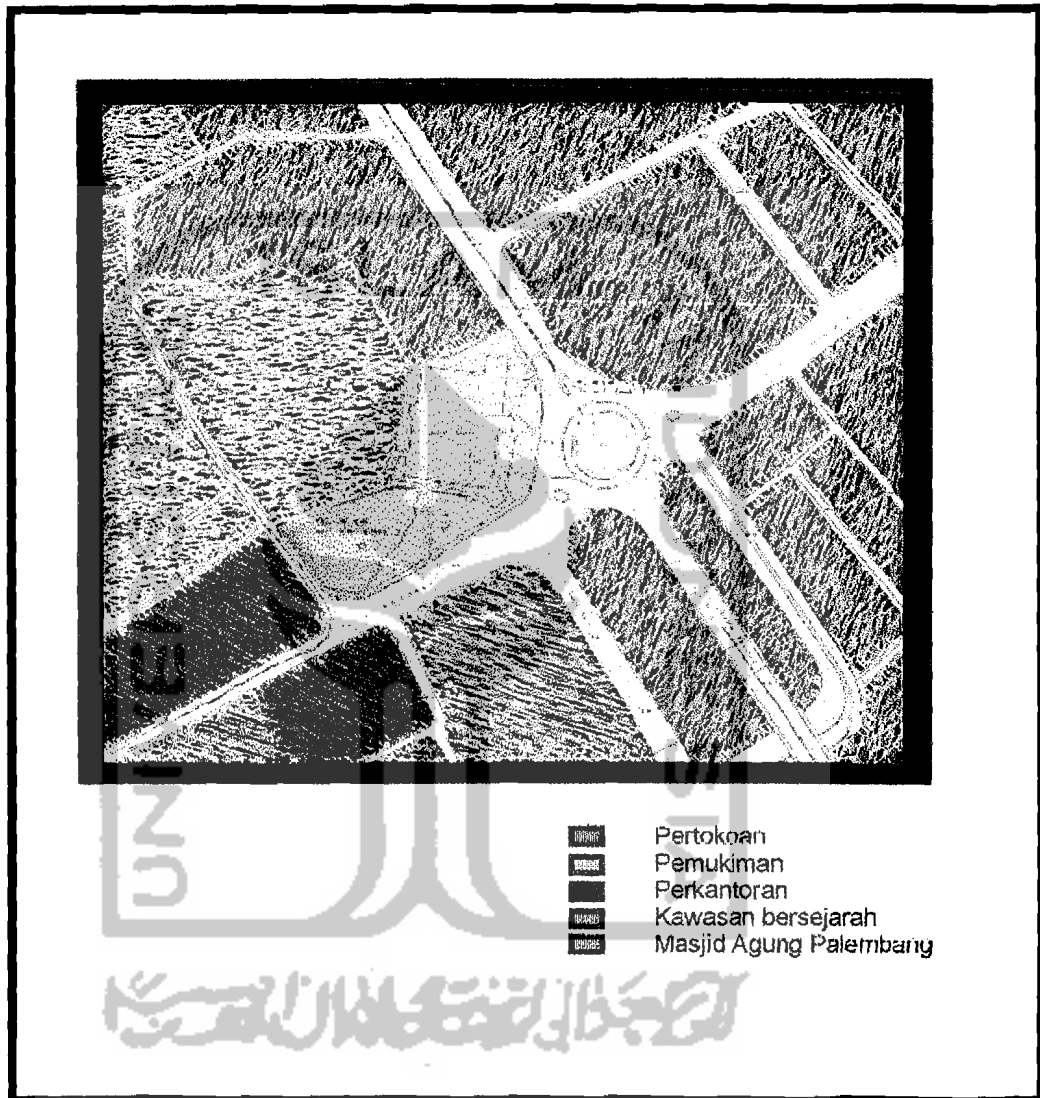 Pertokoan
Pemukiman
Perkantoran
Kawasan bersejarah
Masjid Agung Palembang